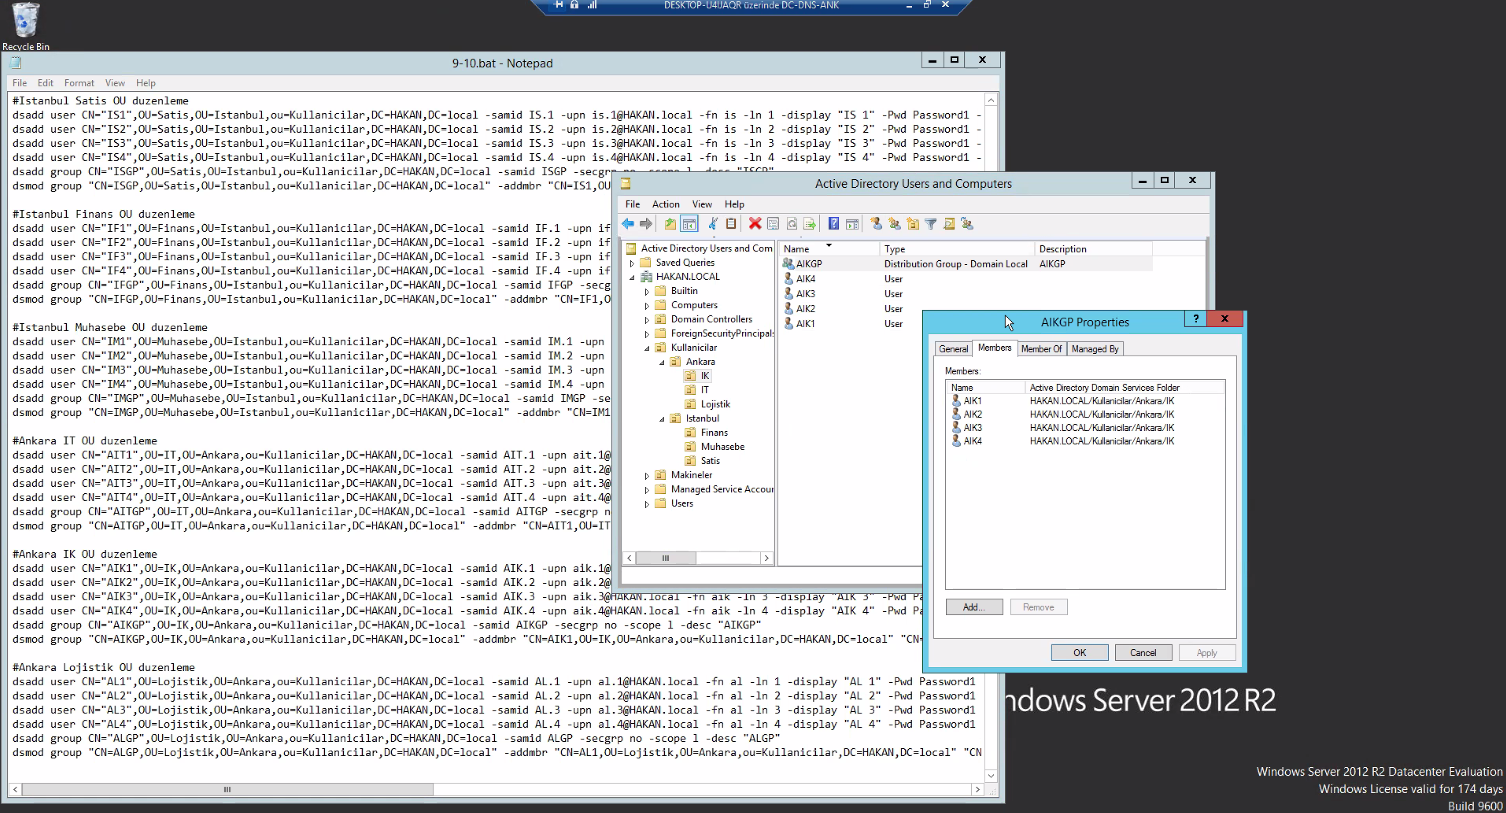 DESKTOP-U4UAQR üzerinde DC-DNS-ANK
Recycle Bin
9-10.bat - Notepad
File Edit Format View Help
#Istanbul Satis OU duzenleme
dsadd user CN="IS1",OU=Satis,OU=Istanbul,ou=Kullanicilar,DC=HAKAN,DC=local -samid IS.1 -upn is.1@HAKAN.local -fn is -ln 1 -display "IS 1" -Pwd Password1 -
dsadd user CN="IS2",OU=Satis,OU=Istanbul,ou=Kullanicilar,DC=HAKAN,DC=local -samid IS.2 -upn is.2@HAKAN.local -fn is -ln 2 -display "IS 2" -Pwd Password1 -
dsadd user CN="IS3",OU=Satis,OU=Istanbul,ou=Kullanicilar,DC=HAKAN,DC=local -samid IS.3 -upn is.3@HAKAN.local -fn is -ln 3 -display "IS 3" -Pwd Password1 -
dsadd user CN="IS4",OU=Satis,OU=Istanbul,ou=Kullanicilar,DC=HAKAN,DC=local -samid IS.4 -upn is.4@HAKAN.local -fn is -ln 4 -display "IS 4" -Pwd Password1 -
dsadd group CN="ISGP",OU=Satis,OU=Istanbul,ou=Kullanicilar,DC=HAKAN,DC=local -samid ISGP -secgrp no -scope l -desc "ISGP"
dsmod group "CN=ISGP,OU=Satis,OU=Istanbul,ou=Kullanicilar,DC=HAKAN,DC=local" -addmbr "CN=IS1,OU
#Istanbul Finans OU duzenleme
dsadd user CN="IF1",OU=Finans,OU=Istanbul,ou=Kullanicilar,DC=HAKAN,DC=local -samid IF.1 -upn if
dsadd user CN="IF2",OU=Finans,OU=Istanbul,ou=Kullanicilar,DC=HAKAN,DC=local -samid IF.2 -upn if
dsadd user CN="IF3",OU=Finans,OU=Istanbul,ou=Kullanicilar,DC=HAKAN,DC=local -samid IF.3 -upn if
dsadd user CN="IF4",OU=Finans,OU=Istanbul,ou=Kullanicilar,DC=HAKAN,DC=local -samid IF.4 -upn if
dsadd group CN="IFGP",OU=Finans,OU=Istanbul,ou=Kullanicilar,DC=HAKAN,DC=local -samid IFGP -secg
dsmod group "CN=IFGP,OU=Finans,OU=Istanbul,ou=Kullanicilar,DC=HAKAN,DC=local" -addmbr "CN=IF1,O
#Istanbul Muhasebe OU duzenleme
dsadd user CN="IM1",OU=Muhasebe,OU=Istanbul,ou=Kullanicilar,DC=HAKAN,DC=local -samid IM.1 -upn
dsadd user CN="IM2",OU=Muhasebe,OU=Istanbul,ou=Kullanicilar,DC=HAKAN,DC=local -samid IM.2 -upn
dsadd user CN="IM3",OU=Muhasebe,OU=Istanbul,ou=Kullanicilar,DC=HAKAN,DC=local -samid IM.3 -upn
dsadd user CN="IM4",OU=Muhasebe,OU=Istanbul,ou=Kullanicilar,DC=HAKAN,DC=local -samid IM.4 -upn
dsadd group CN="IMGP",OU=Muhasebe,OU=Istanbul,ou=Kullanicilar,DC=HAKAN,DC=local -samid IMGP -se
dsmod group "CN=IMGP,OU=Muhasebe,OU=Istanbul,ou=Kullanicilar,DC=HAKAN,DC=local" -addmbr "CN=IM1
#Ankara IT OU duzenleme
dsadd user CN="AIT1",OU=IT,OU=Ankara,ou=Kullanicilar,DC=HAKAN,DC=local -samid AIT.1 -upn ait.1@
dsadd user CN="AIT2",OU=IT,OU=Ankara,ou=Kullanicilar,DC=HAKAN,DC=local -samid AIT.2 -upn ait.2@
dsadd user CN="AIT3",OU=IT,OU=Ankara,ou=Kullanicilar,DC=HAKAN,DC=local -samid AIT.3 -upn ait.3@
dsadd user CN="AIT4",OU=IT,OU=Ankara,ou=Kullanicilar,DC=HAKAN,DC=local -samid AIT.4 -upn ait.4@
dsadd group CN="AITGP",OU=IT,OU=Ankara,ou=Kullanicilar,DC=HAKAN,DC=local -samid AITGP -secgrp n
dsmod group "CN=AITGP,OU=IT,OU=Ankara,ou=Kullanicilar,DC=HAKAN,DC=local" -addmbr "CN=AIT1,OU=IT
#Ankara IK OU duzenleme
dsadd user CN="AIK1",OU=IK,OU=Ankara,ou=Kullanicilar,DC=HAKAN,DC=local -samid AIK.1 -upn aik.1@
dsadd user CN="AIK2",OU=IK,OU=Ankara,ou=Kullanicilar,DC=HAKAN,DC=local -samid AIK.2 -upn aik.2@
dsadd user CN="AIK3",OU=IK,OU=Ankara,ou=Kullanicilar,DC=HAKAN,DC=local -samid AIK.3 -upn aik.3@HAKAN.local -fn aik -ln 3 -display "AIK 3" -Pwd Pa
dsadd user CN="AIK4",OU=IK,OU=Ankara,ou=Kullanicilar,DC=HAKAN,DC=local -samid AIK.4 -upn aik.4@HAKAN.local -fn aik -ln 4 -display "AIK 4" -Pwd Pa
dsadd group CN="AIKGP",OU=IK,OU=Ankara,ou=Kullanicilar,DC=HAKAN,DC=local -samid AIKGP -secgrp no -scope l -desc "AIKGP"
dsmod group "CN=AIKGP,OU=IK,OU=Ankara,ou=Kullanicilar,DC=HAKAN,DC=local" -addmbr "CN=AIK1,OU=IK,OU=Ankara,ou=Kullanicilar,DC=HAKAN,DC=local" "CN=
#Ankara Lojistik OU duzenleme
dsadd user CN="AL1",OU=Lojistik,OU=Ankara,ou=Kullanicilar,DC=HAKAN,DC=local -samid AL.1 -upn al.1@HAKAN.local -fn al -ln 1 -display "AL 1" -Pwd Password1
dsadd user CN="AL2",OU=Lojistik,OU=Ankara,ou=Kullanicilar,DC=HAKAN,DC=local -samid AL.2 -upn al.2@HAKAN.local -fn al -ln 2 -display "AL 2" -Pwd Password1
dsadd user CN="AL3",OU=Lojistik,OU=Ankara,ou=Kullanicilar,DC=HAKAN,DC=local -samid AL.3 -upn al.3@HAKAN.local -fn al -ln 3 -display "AL 3" -Pwd Password1
dsadd user CN="AL4",OU=Lojistik,OU=Ankara,ou=Kullanicilar,DC=HAKAN,DC=local -samid AL.4 -upn al.4@HAKAN.local -fn al -ln 4 -display "AL 4" -Pwd Password1
dsadd group CN="ALGP",OU=Lojistik,OU=Ankara,ou=Kullanicilar,DC=HAKAN,DC=local -samid ALGP -secgrp no -scope l -desc "ALGP"
dsmod group "CN=ALGP,OU=Lojistik,OU=Ankara,ou=Kullanicilar,DC=HAKAN,DC=local" -addmbr "CN=AL1,OU=Lojistik,OU=Ankara,ou=Kullanicilar,DC=HAKAN,DC=local" "CN
Active Directory Users and Computers
File Action View Help
Active Directory Users and Com
Saved Queries
HAKAN.LOCAL
Builtin
Computers
Domain Controllers
ForeignSecurityPrincipals
Kullanicilar
Ankara
IK
IT
Lojistik
Istanbul
Finans
Muhasebe
Satis
Makineler
Managed Service Accour
Users
Name Type Description
AIKGP Distribution Group - Domain Local AIKGP
AIK4 User
AIK3 User
AIK2 User
AIK1 User
AIKGP Properties
General Members Member Of Managed By
Members:
Name Active Directory Domain Services Folder
AIK1 HAKAN.LOCAL/Kullanicilar/Ankara/IK
AIK2 HAKAN.LOCAL/Kullanicilar/Ankara/IK
AIK3 HAKAN.LOCAL/Kullanicilar/Ankara/IK
AIK4 HAKAN.LOCAL/Kullanicilar/Ankara/IK
Add... Remove
OK Cancel Apply
ndows Server 2012 R2
Windows Server 2012 R2 Datacenter Evaluation
Windows License valid for 174 days
Build 9600